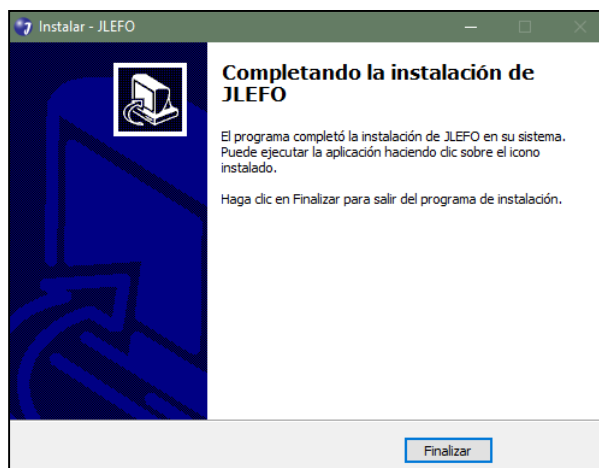 Instalar - JLEFO
Completando la instalación de
JLEFO
El programa completó la instalación de JLEFO en su sistema.
Puede ejecutar la aplicación haciendo clic sobre el icono
instalado.
Haga clic en Finalizar para salir del programa de instalación.
Finalizar